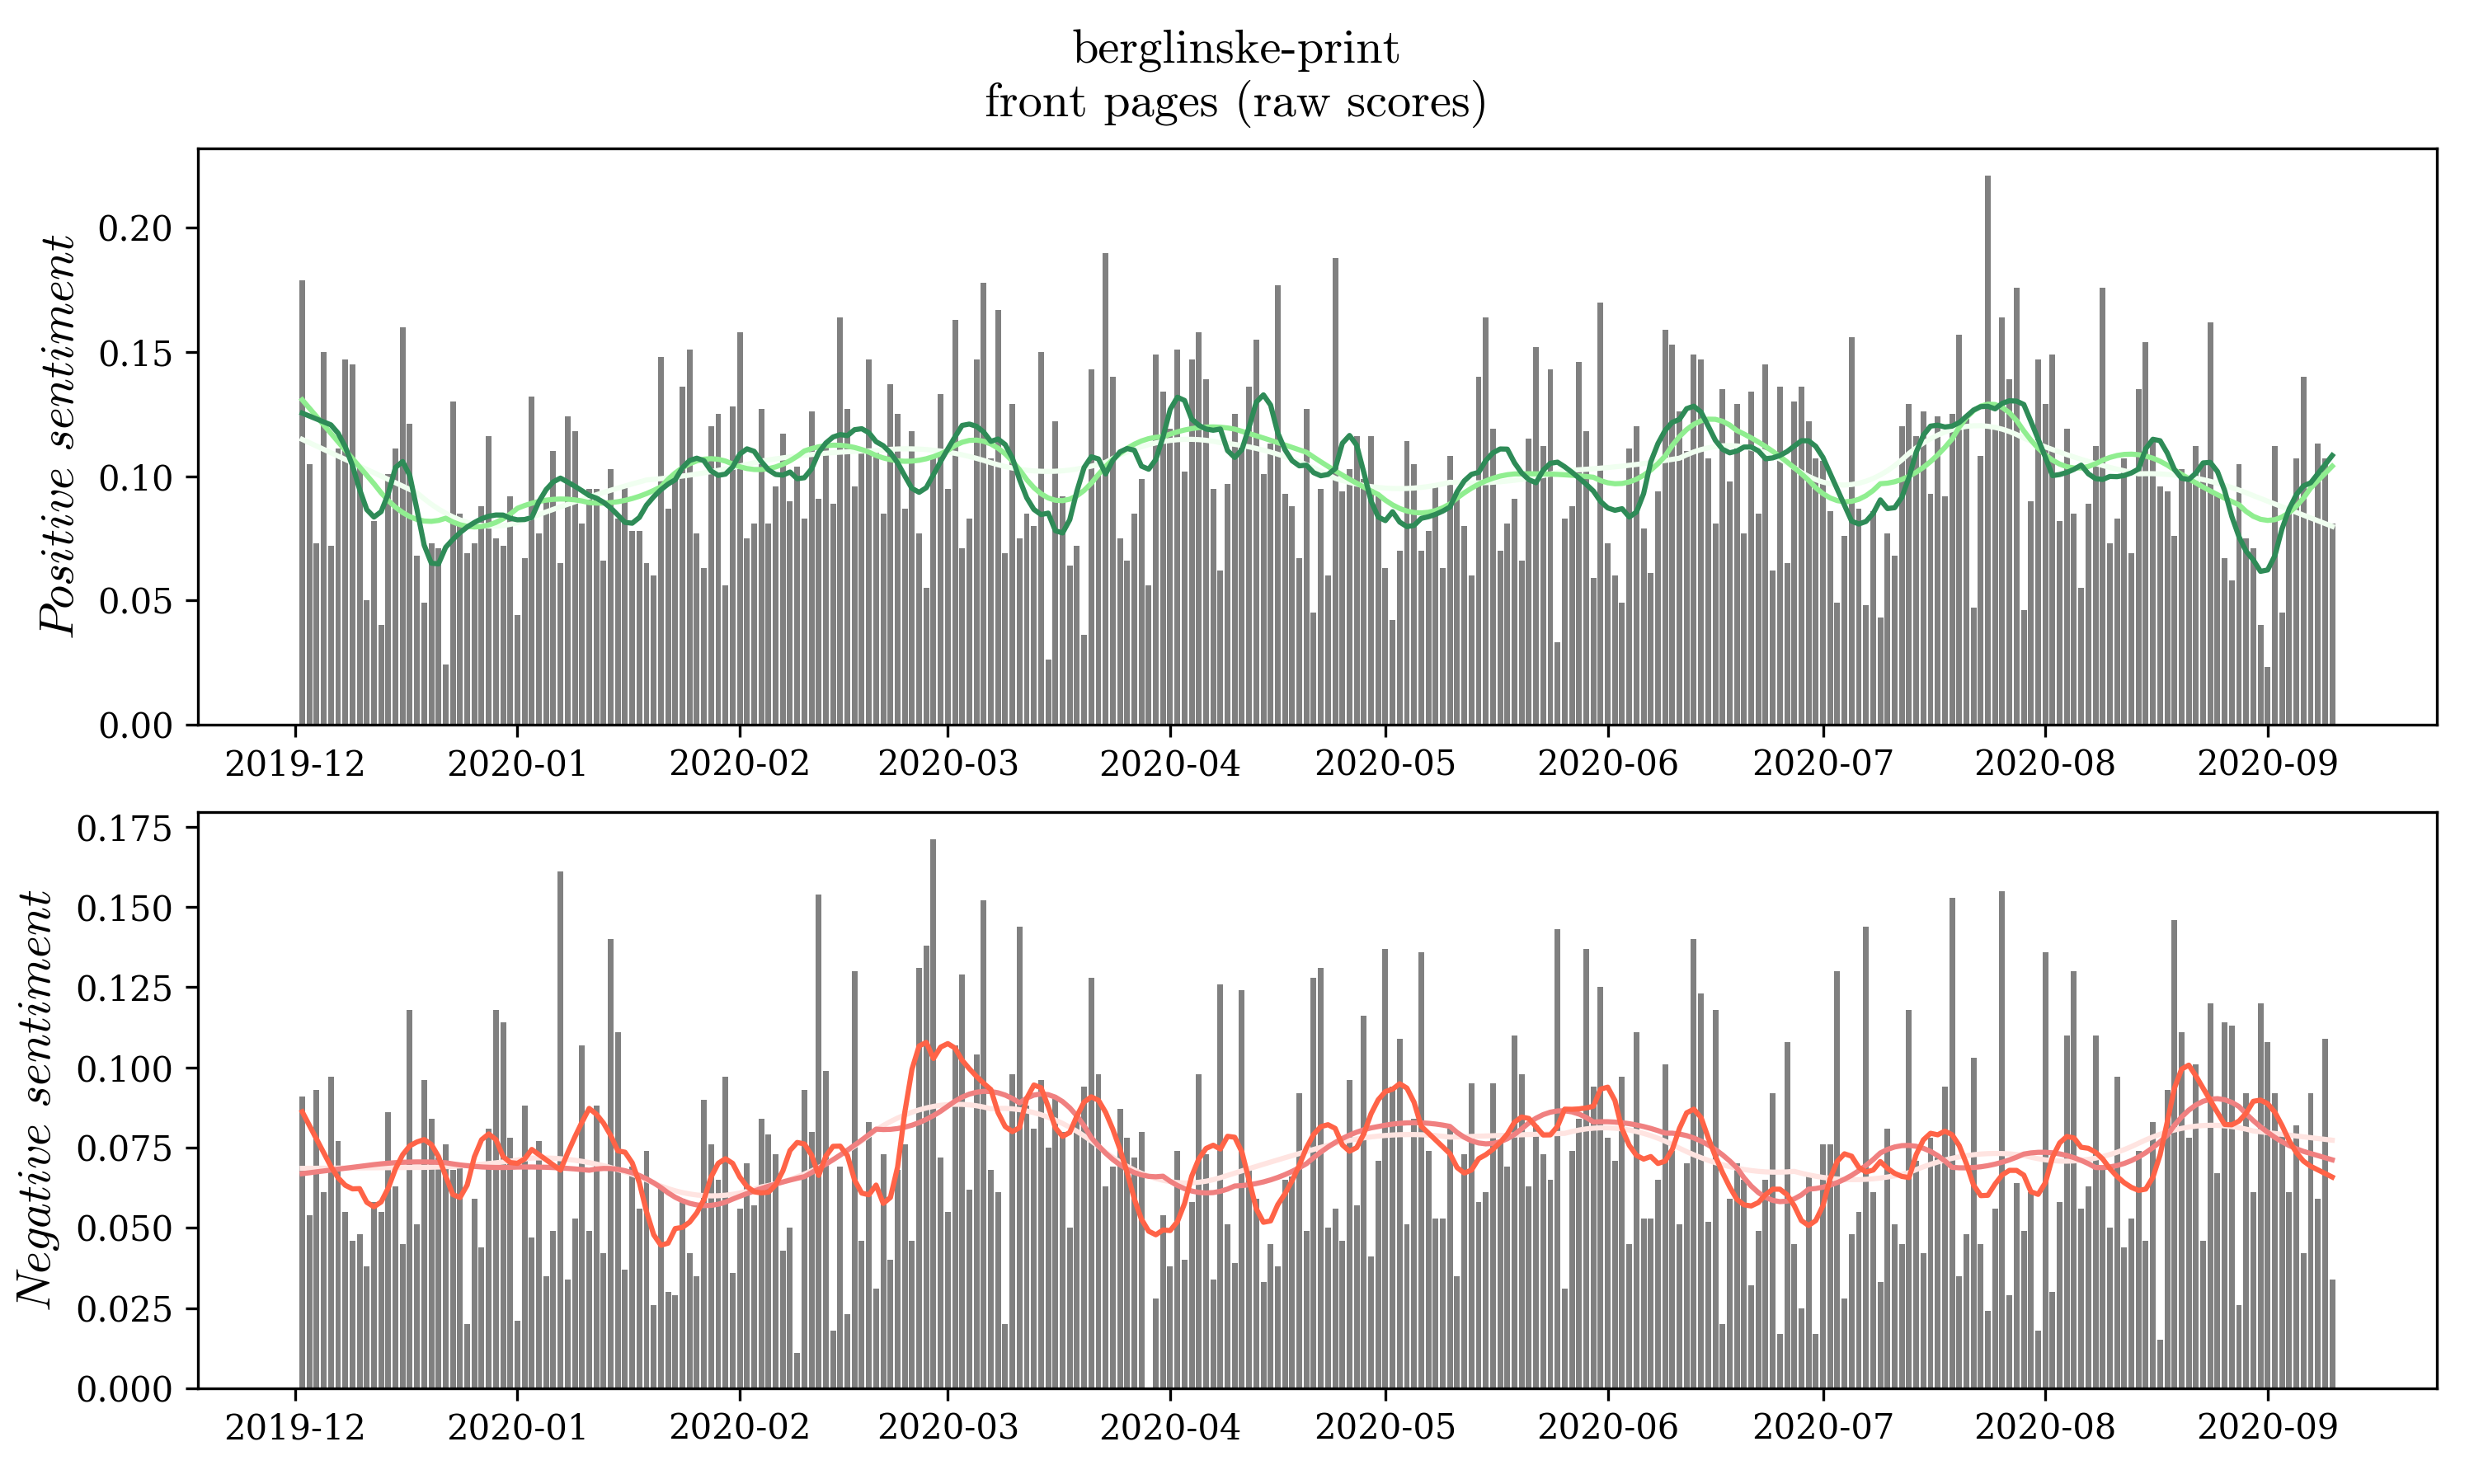 berglinske-print
front pages (raw scores)
Positive sentiment
0.20
0.15
0.10
0.05
0.00
2019-12 2020-01 2020-02 2020-03 2020-04 2020-05 2020-06 2020-07 2020-08 2020-09
Negative sentiment
0.175
0.150
0.125
0.100
0.075
0.050
0.025
0.000
2019-12 2020-01 2020-02 2020-03 2020-04 2020-05 2020-06 2020-07 2020-08 2020-09